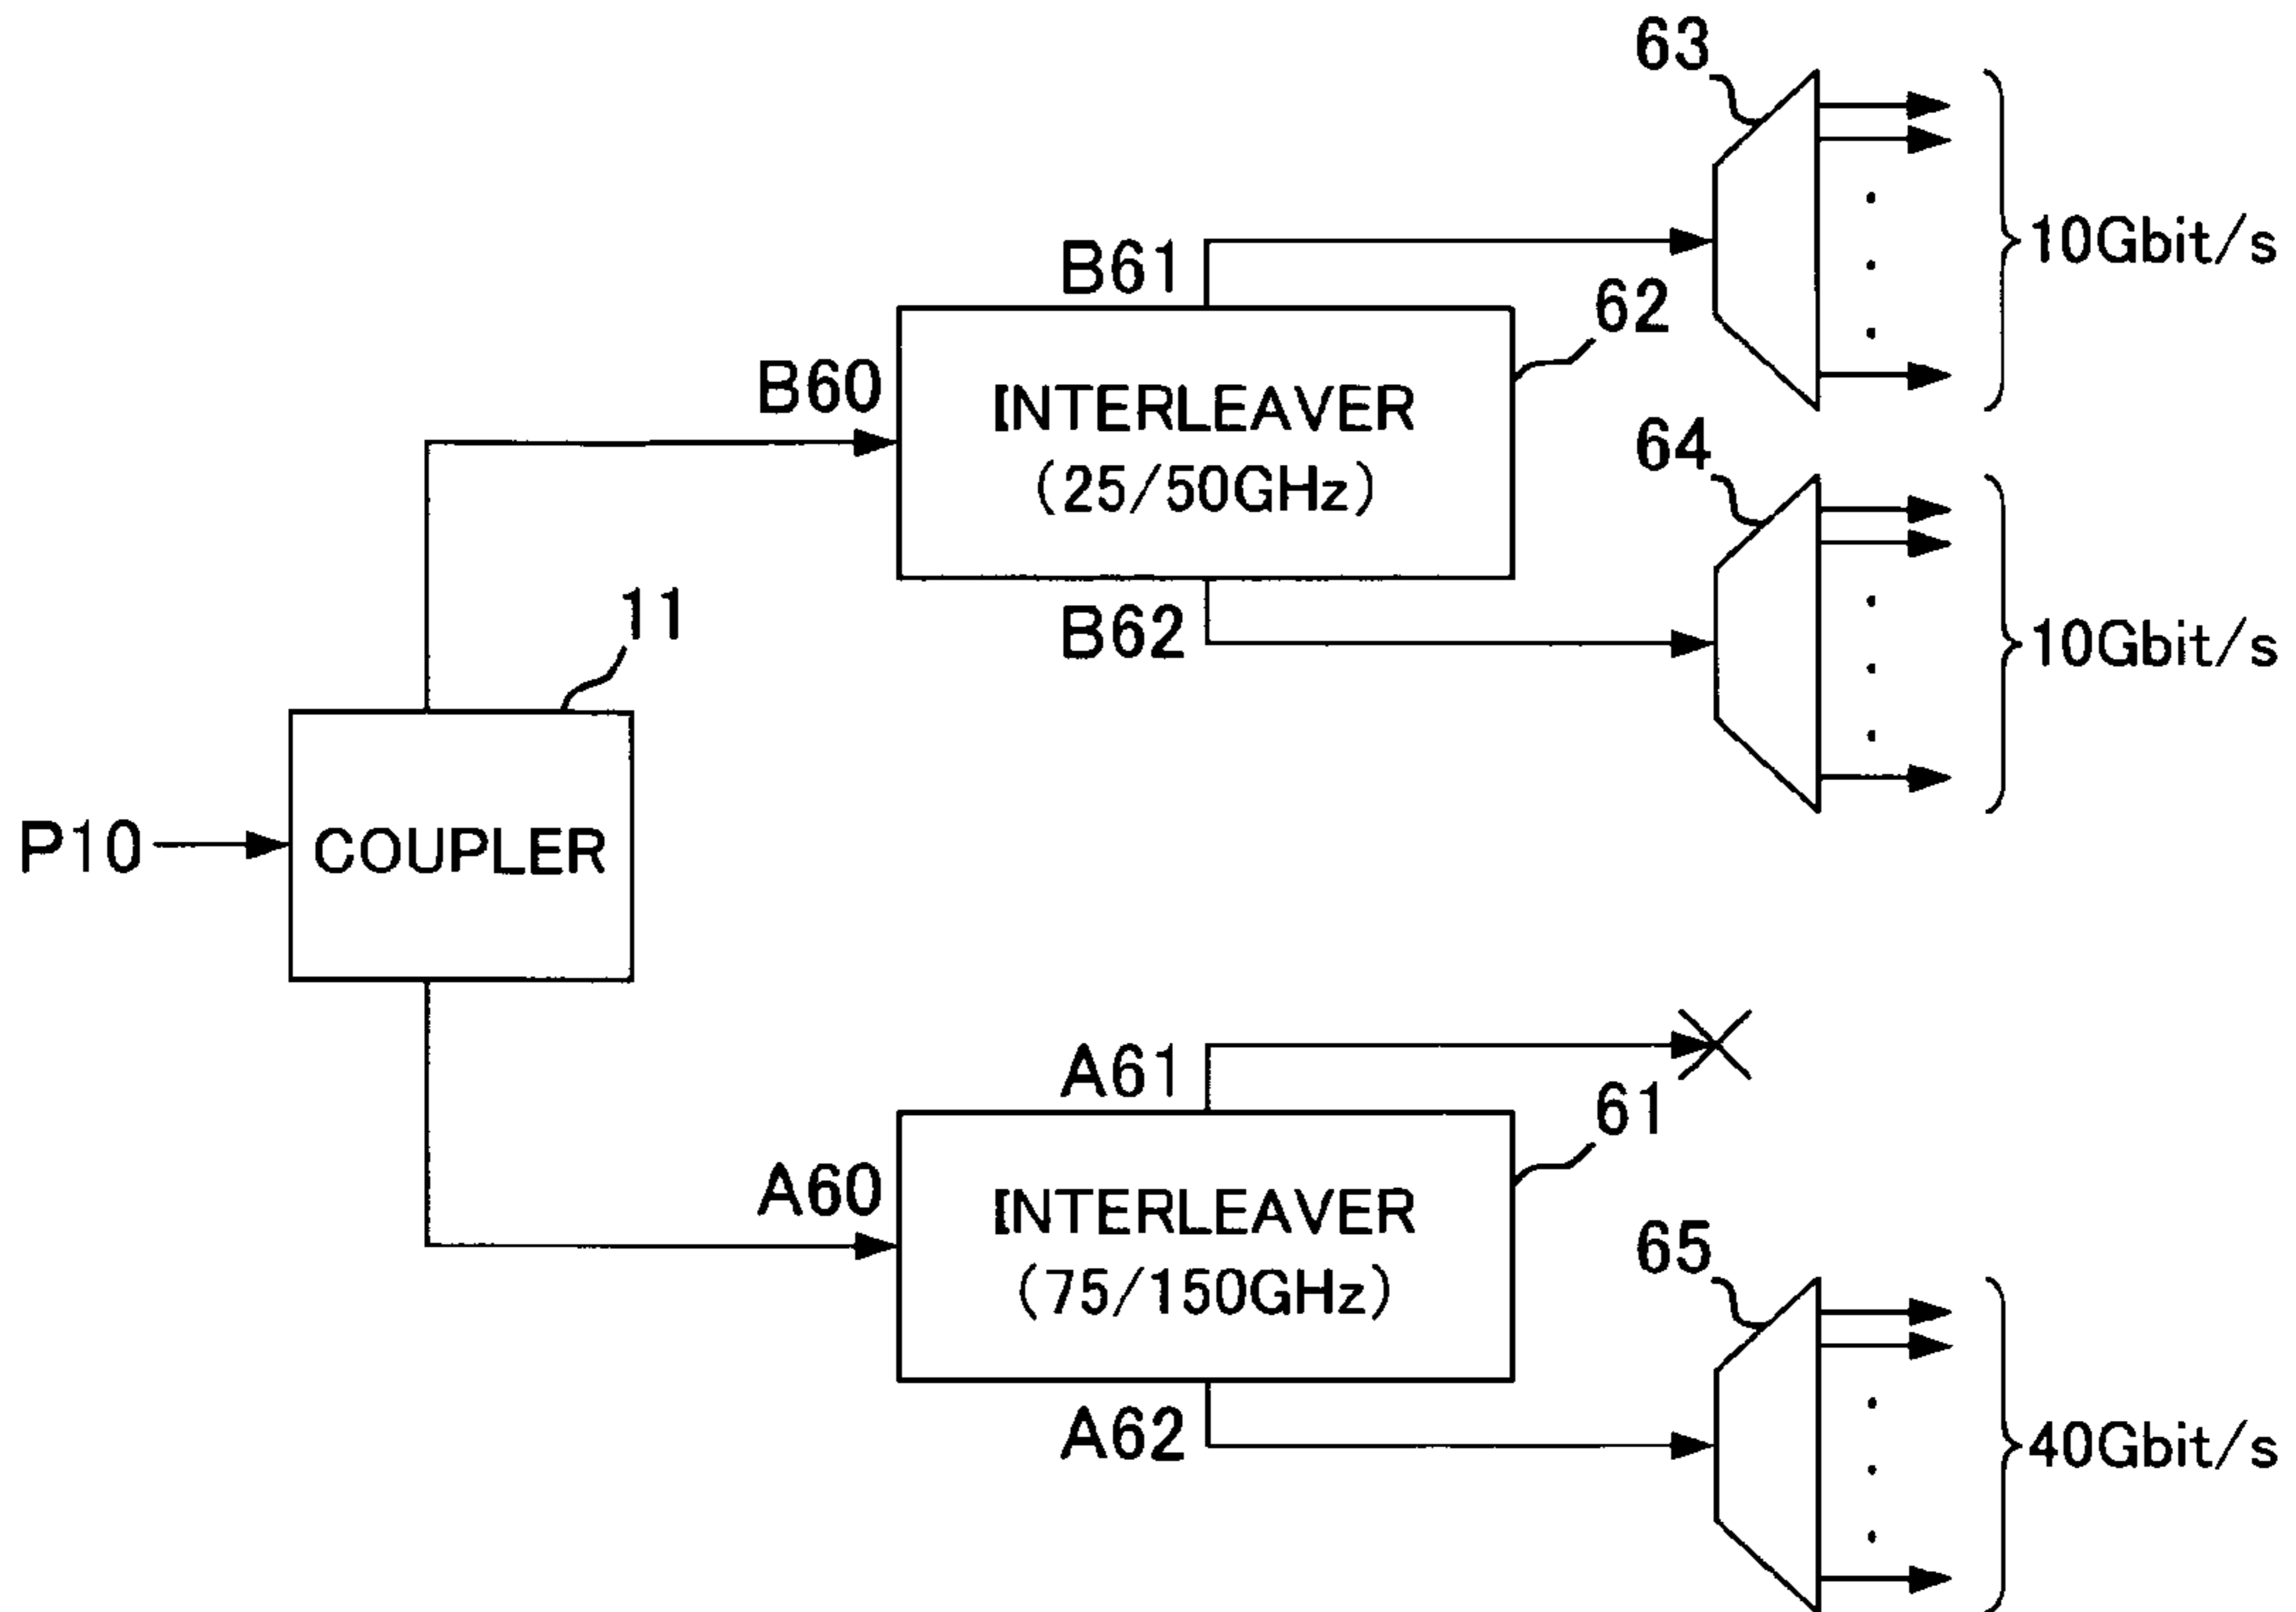 63
10Gbit/s
B61
62
B60
INTERLEAVER
(25/50GHz)
64
11
B62
10Gbit/s
P10
COUPLER
A61
61
A60
INTERLEAVER
(75/150GHz)
65
A62
40Gbit/s